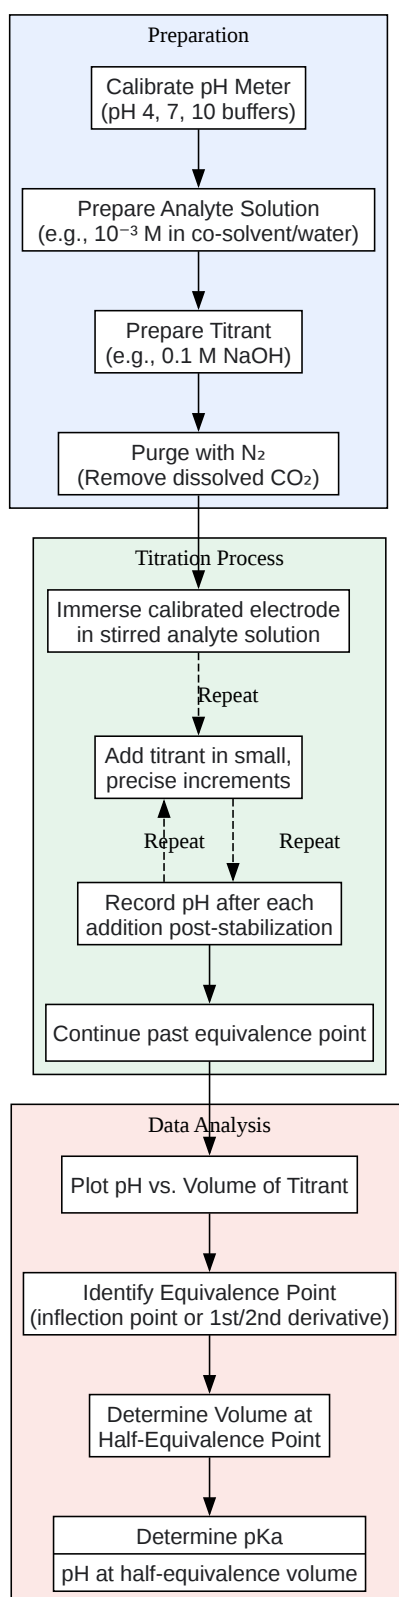 Preparation
Calibrate pH Meter
(pH 4, 7, 10 buffers)
Prepare Analyte Solution
(e.g., 10⁻³ M in co-solvent/water)
Prepare Titrant
(e.g., 0.1 M NaOH)
Purge with N₂
(Remove dissolved CO₂)
Titration Process
Immerse calibrated electrode
in stirred analyte solution
Repeat
Add titrant in small,
precise increments
Repeat
Repeat
Record pH after each
addition post-stabilization
Continue past equivalence point
Data Analysis
Plot pH vs. Volume of Titrant
Identify Equivalence Point
(inflection point or 1st/2nd derivative)
Determine Volume at
Half-Equivalence Point
Determine pKa
pH at half-equivalence volume